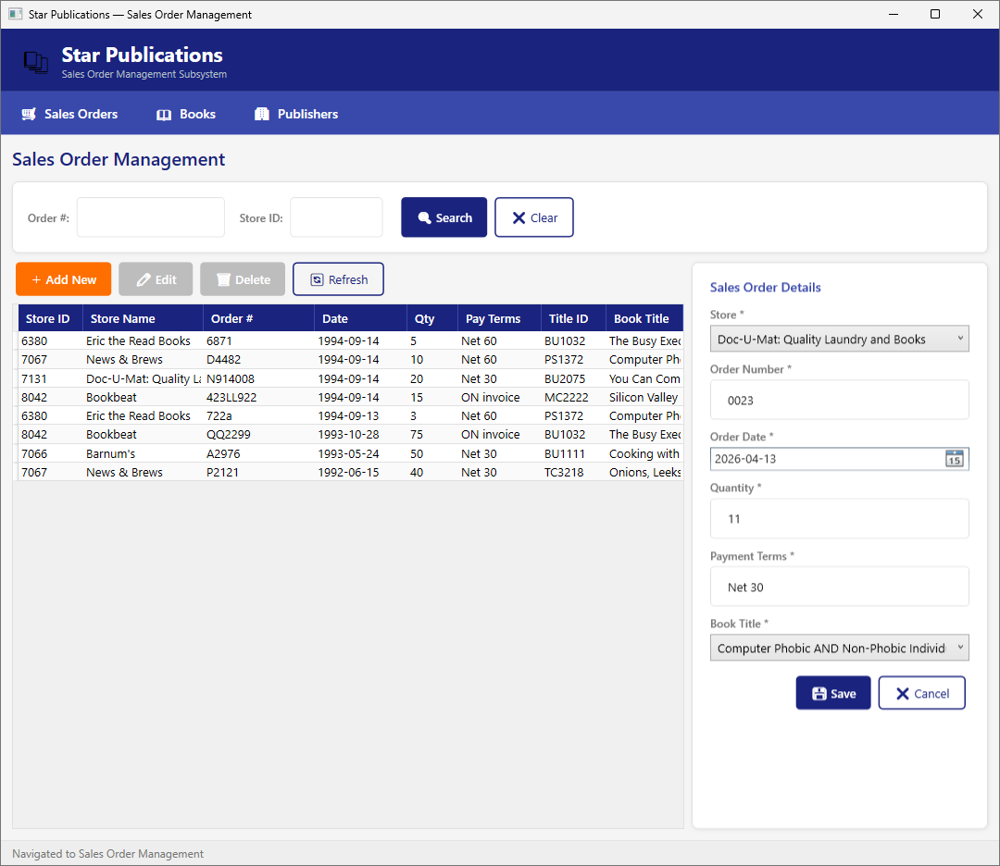 Star Publications — Sales Order Management
Star Publications
Sales Order Management Subsystem
Sales Orders Books Publishers
Sales Order Management
Order #: Store ID: Search Clear
+ Add New Edit Delete Refresh
Store ID Store Name Order # Date Qty Pay Terms Title ID Book Title
6380 Eric the Read Books 6871 1994-09-14 5 Net 60 BU1032 The Busy Exec
7067 News & Brews D4482 1994-09-14 10 Net 60 PS1372 Computer Ph
7131 Doc-U-Mat: Quality La N914008 1994-09-14 20 Net 30 BU2075 You Can Com
8042 Bookbeat 423LL922 1994-09-14 15 ON invoice MC2222 Silicon Valley
6380 Eric the Read Books 722a 1994-09-13 3 Net 60 PS1372 Computer Ph
8042 Bookbeat QQ2299 1993-10-28 75 ON invoice BU1032 The Busy Exec
7066 Barnum's A2976 1993-05-24 50 Net 30 BU1111 Cooking with
7067 News & Brews P2121 1992-06-15 40 Net 30 TC3218 Onions, Leeks
Sales Order Details
Store *
Doc-U-Mat: Quality Laundry and Books
Order Number *
0023
Order Date *
2026-04-13 15
Quantity *
11
Payment Terms *
Net 30
Book Title *
Computer Phobic AND Non-Phobic Individ
Save Cancel
Navigated to Sales Order Management